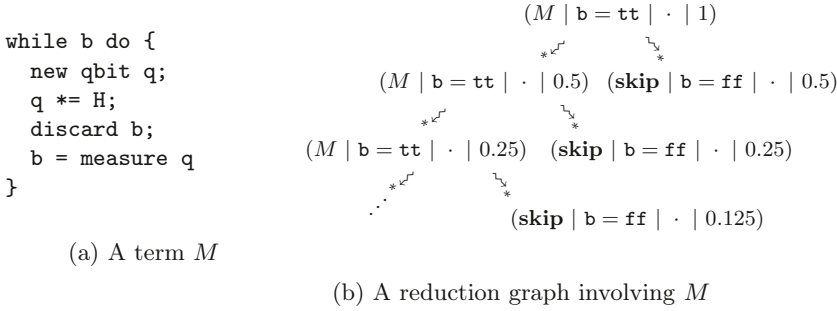 while b do {
new qbit q;
q *= H;
discard b;
b = measure q
}
(a) A term M
(M | b = tt | · | 1)
* *
(M | b = tt | · | 0.5) (skip | b = ff | · | 0.5)
* *
(M | b = tt | · | 0.25) (skip | b = ff | · | 0.25)
* *
⋰ (skip | b = ff | · | 0.125)
(b) A reduction graph involving M